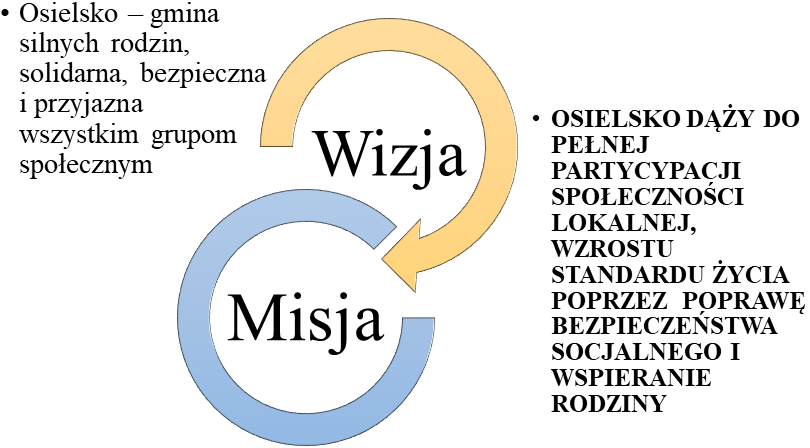 • Osielsko – gmina
silnych rodzin,
solidarna, bezpieczna
i przyjazna
wszystkim grupom
społecznym
Wizja
• OSIELSKO DĄŻY DO
PEŁNEJ
PARTYCYPACJI
SPOŁECZNOŚCI
LOKALNEJ,
WZROSTU
STANDARDU ŻYCIA
POPRZEZ POPRAWĘ
BEZPIECZEŃSTWA
SOCJALNEGO I
WSPIERANIE
RODZINY
Misja